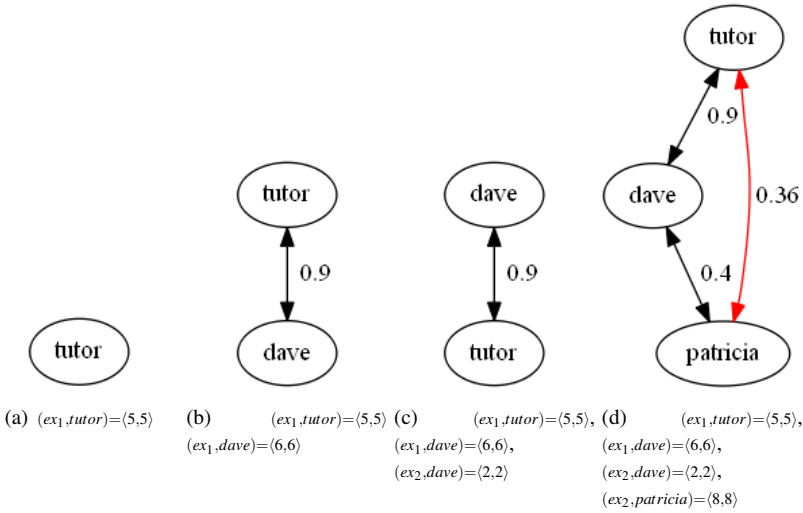 tutor
0.9
tutor
dave
dave
0.36
0.9
0.9
0.4
tutor
dave
tutor
patricia
(a) (ex₁,tutor)=⟨5,5⟩
(b) (ex₁,tutor)=⟨5,5⟩
(ex₁,dave)=⟨6,6⟩
(c) (ex₁,tutor)=⟨5,5⟩,
(ex₁,dave)=⟨6,6⟩,
(ex₂,dave)=⟨2,2⟩
(d) (ex₁,tutor)=⟨5,5⟩,
(ex₁,dave)=⟨6,6⟩,
(ex₂,dave)=⟨2,2⟩,
(ex₂,patricia)=⟨8,8⟩